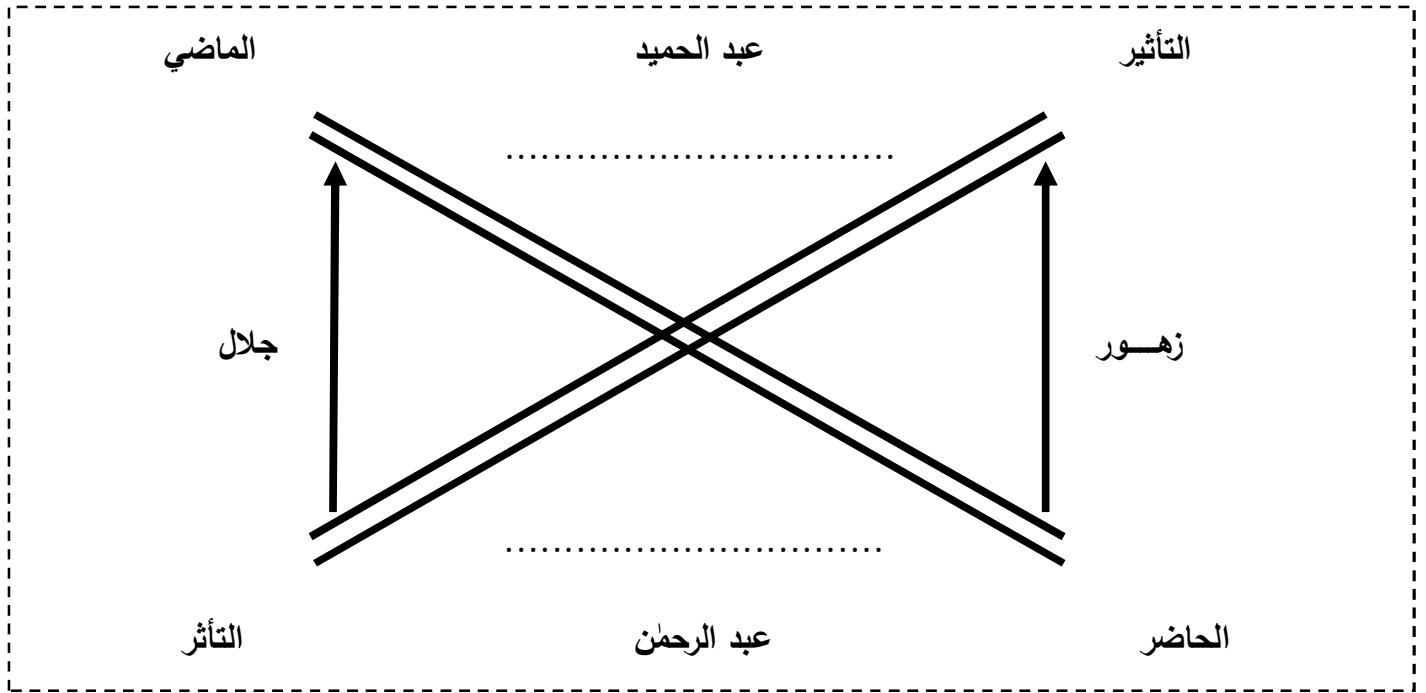 التأثير عبد الحميد الماضي
..................................
زهــور جلال
.................................
الحاضر عبد الرحمٰن التأثر